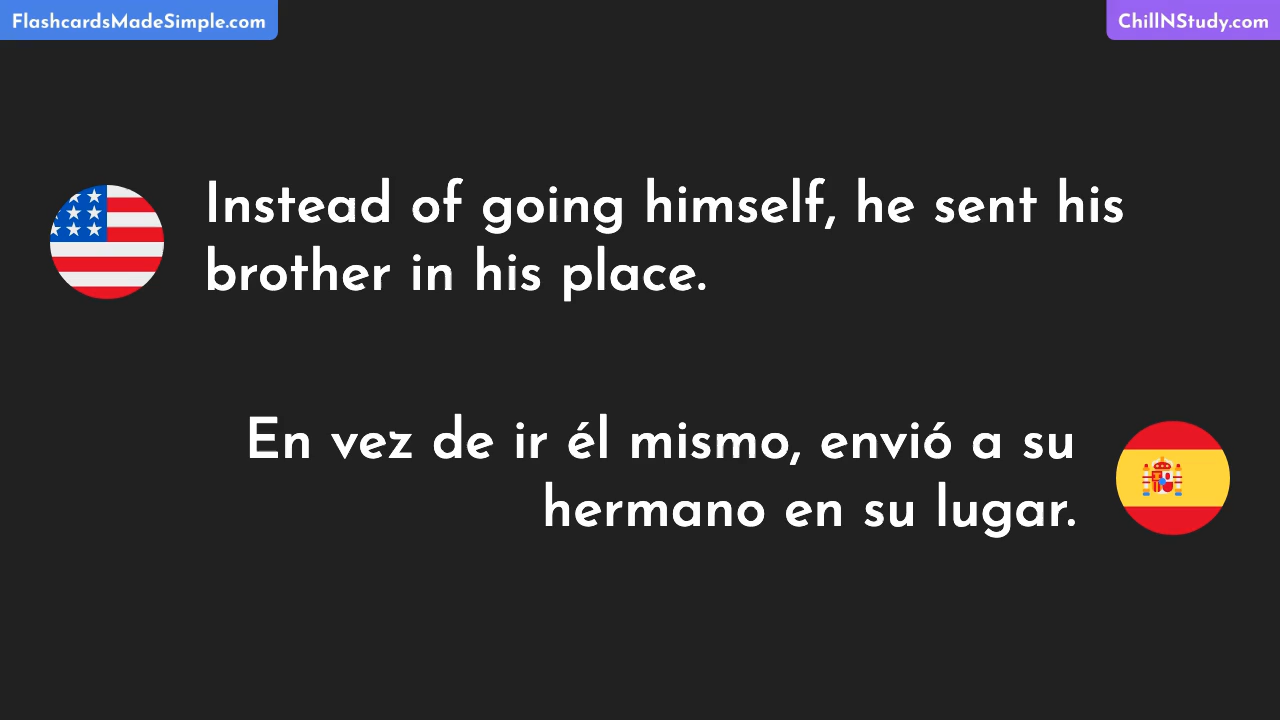 FlashcardsMadeSimple.com
ChillNStudy.com
Instead of going himself, he sent his
brother in his place.
En vez de ir él mismo, envió a su
hermano en su lugar.